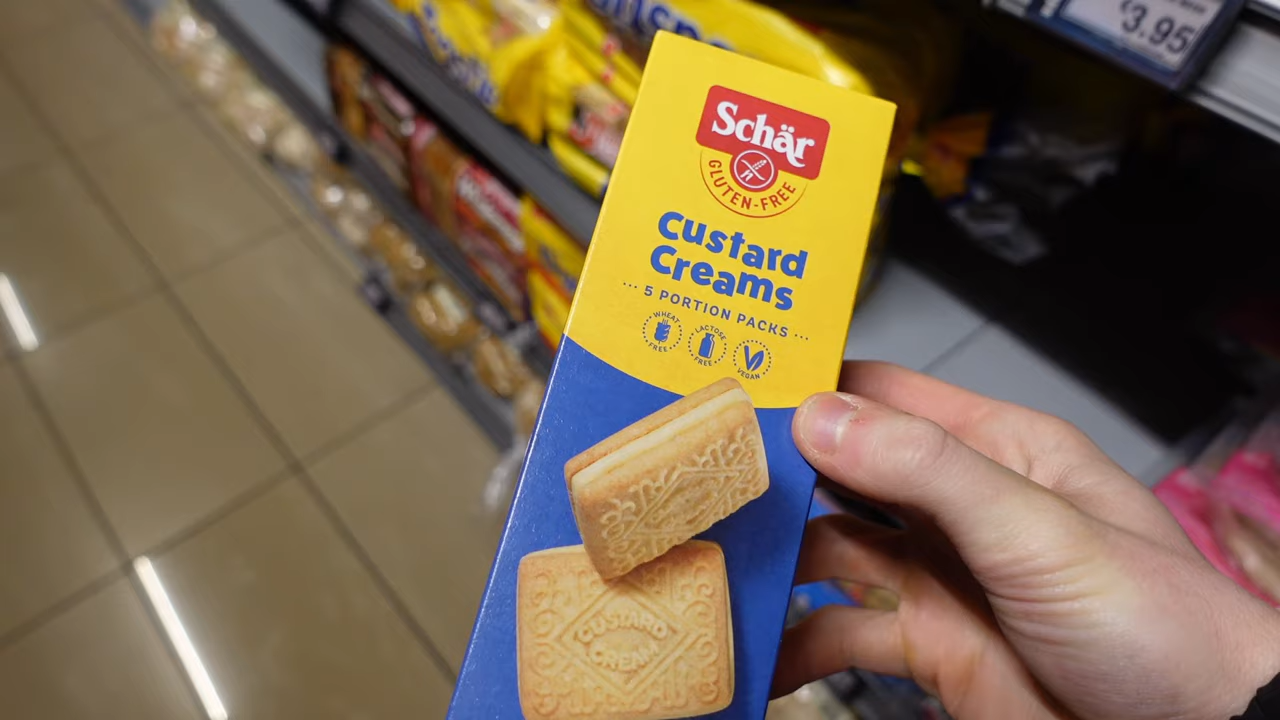 €3.95
Schär
GLUTEN-FREE
Custard
Creams
··· 5 PORTION PACKS ···
WHEAT FREE
LACTOSE FREE
VEGAN
CUSTARD
CREAM